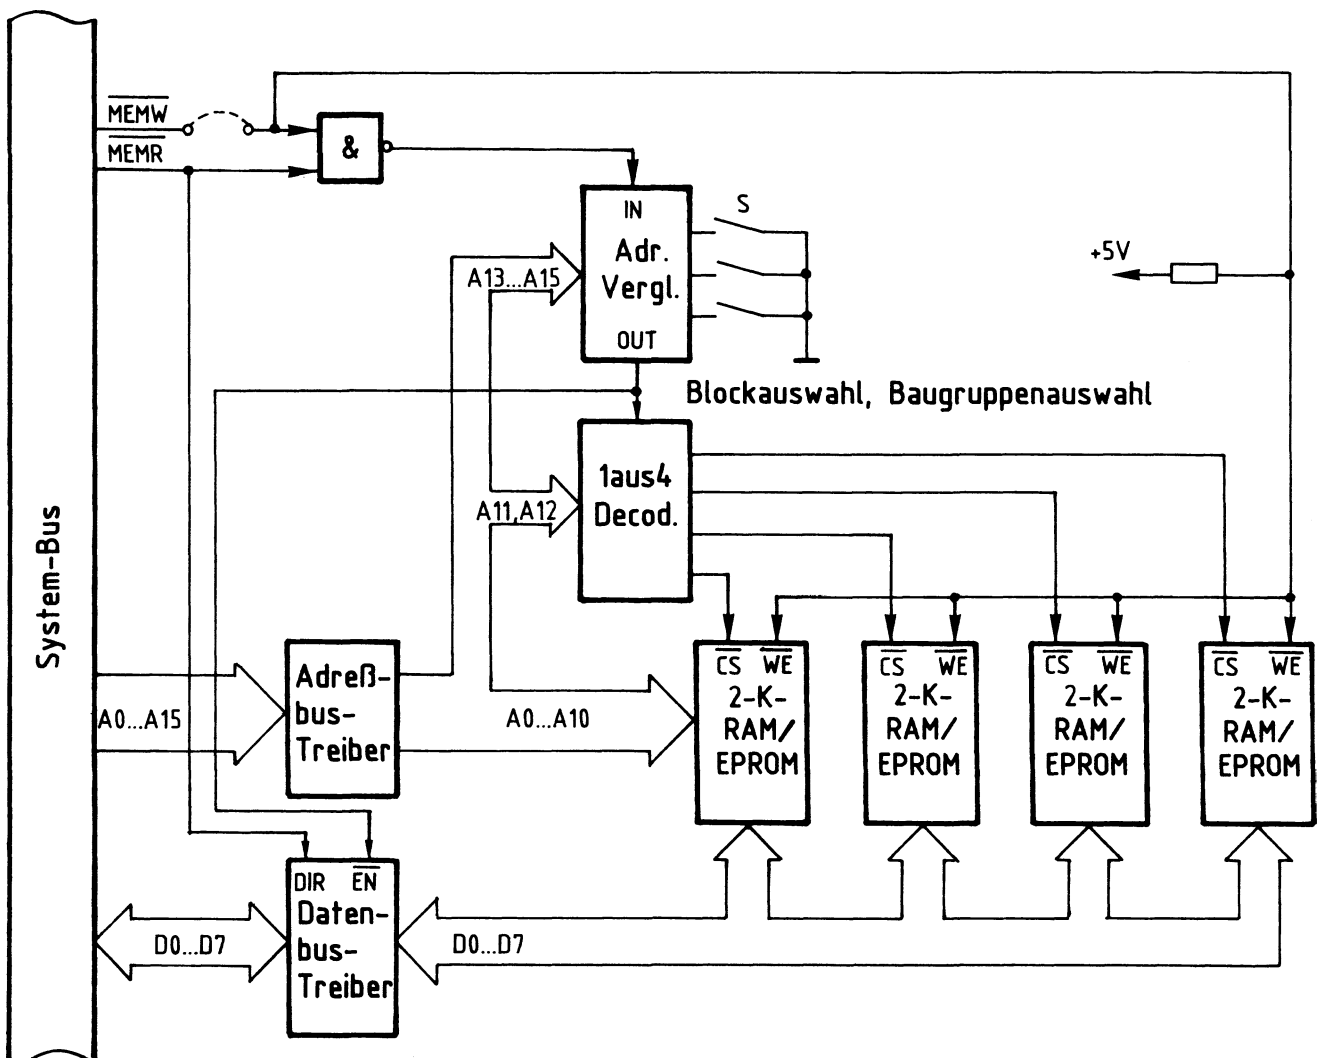 MEMW
MEMR
&
IN
Adr.
Vergl.
OUT
S
A13...A15
+5V
Blockauswahl, Baugruppenauswahl
1aus4
Decod.
A11,A12
System-Bus
Adreß-
bus-
Treiber
A0...A15
A0...A10
CS WE
2-K-
RAM/
EPROM
CS WE
2-K-
RAM/
EPROM
CS WE
2-K-
RAM/
EPROM
CS WE
2-K-
RAM/
EPROM
DIR EN
Daten-
bus-
Treiber
D0...D7
D0...D7